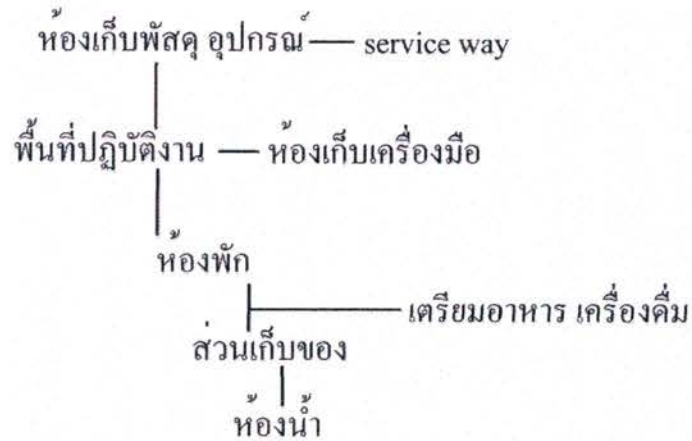 ห้องเก็บพัสดุ อุปกรณ์ service way
พื้นที่ปฏิบัติงาน ห้องเก็บเครื่องมือ
ห้องพัก
เตรียมอาหาร เครื่องดื่ม
ส่วนเก็บของ
ห้องน้ำ